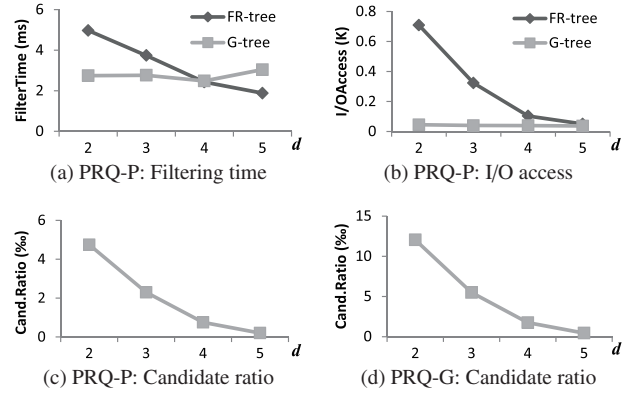 FilterTime (ms)
6
4
2
0
FR-tree
G-tree
2 3 4 5 d
(a) PRQ-P: Filtering time
I/OAccess (K)
0.8
0.6
0.4
0.2
0
FR-tree
G-tree
2 3 4 5 d
(b) PRQ-P: I/O access
Cand.Ratio (‰)
6
4
2
0
2 3 4 5 d
(c) PRQ-P: Candidate ratio
Cand.Ratio (‰)
15
10
5
0
2 3 4 5 d
(d) PRQ-G: Candidate ratio